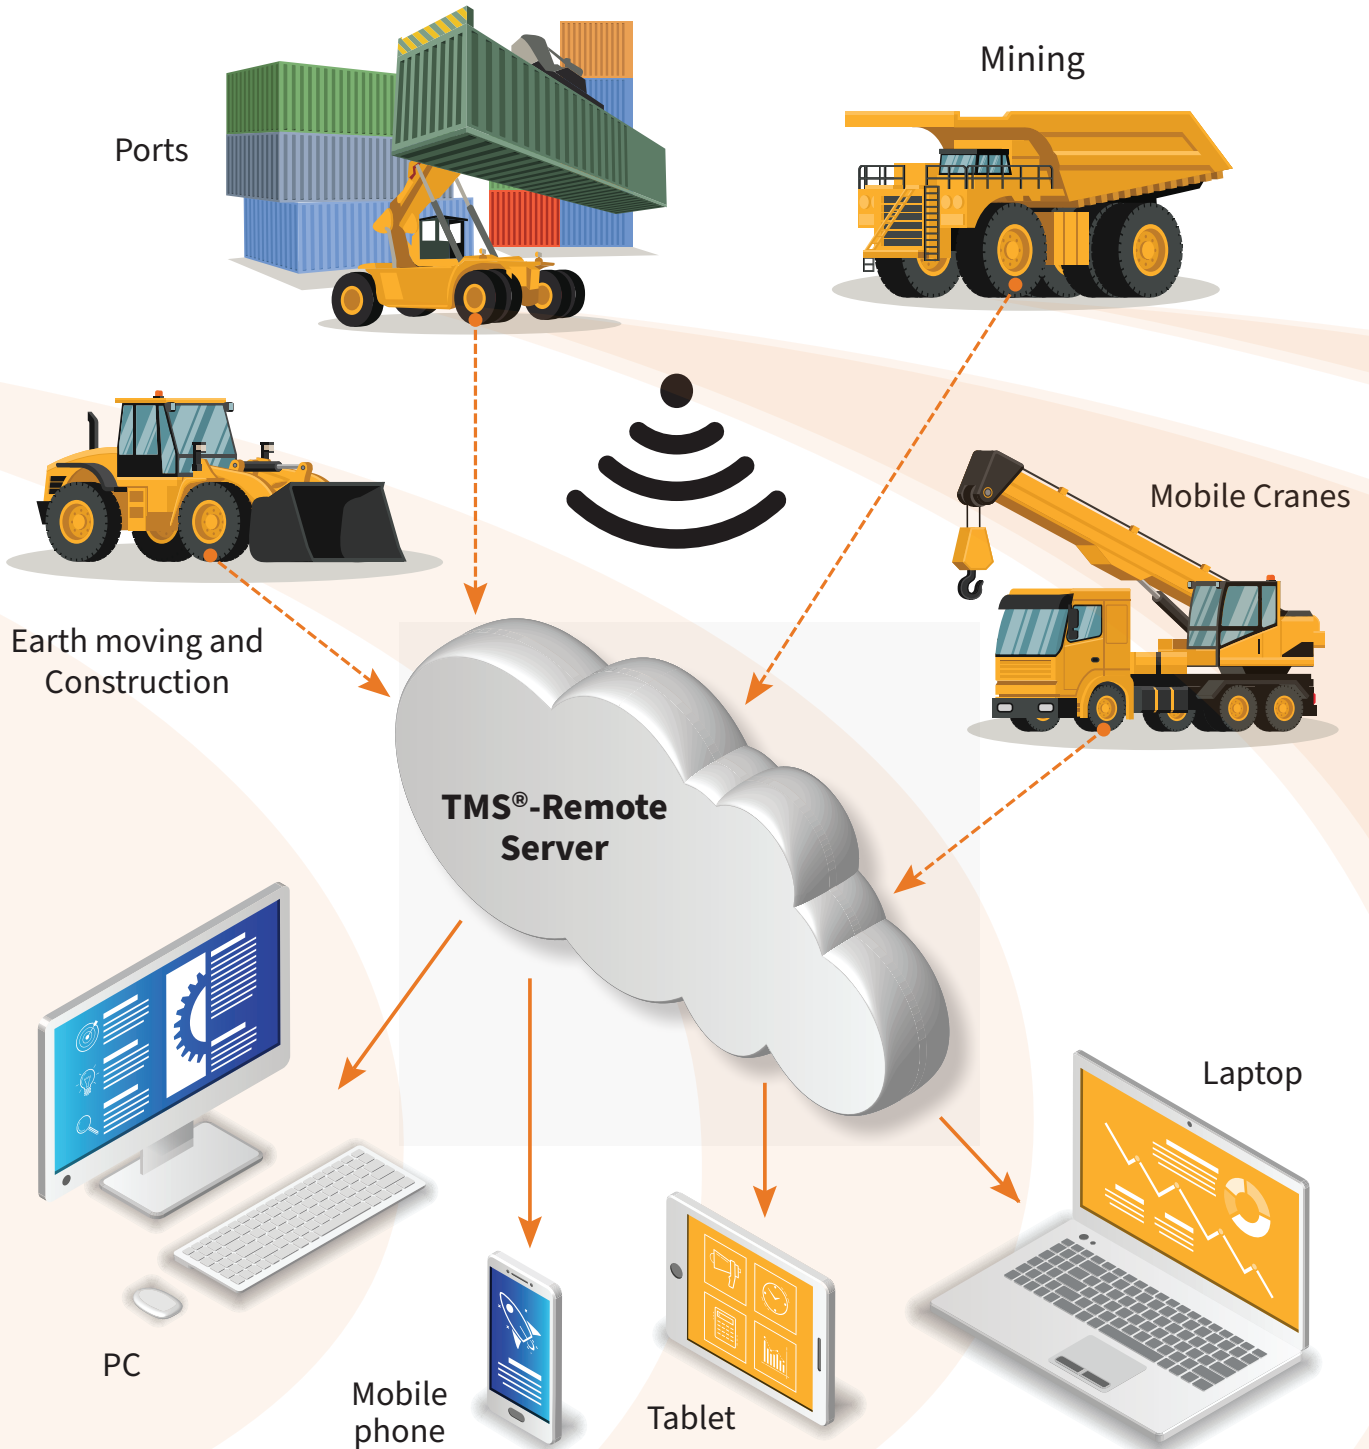 Mining
Ports
Mobile Cranes
Earth moving and
Construction
TMS®-Remote
Server
Laptop
PC
Mobile
phone
Tablet